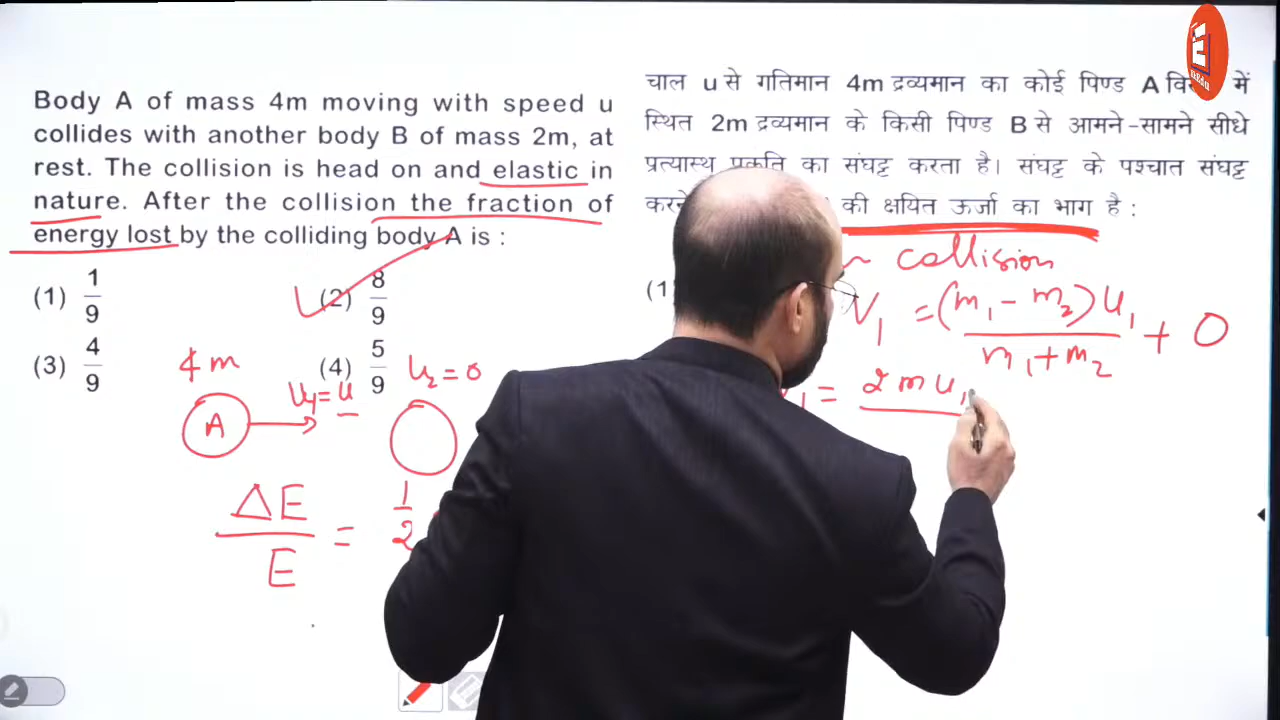 Body A of mass 4m moving with speed u
collides with another body B of mass 2m, at
rest. The collision is head on and elastic in
nature. After the collision the fraction of
energy lost by the colliding body A is :
(1) 1/9
(2) 8/9
(3) 4/9
(4) 5/9
4m
A
u₁ = u
u₂ = 0
ΔE/E = 1/2
चाल u से गतिमान 4m द्रव्यमान का कोई पिण्ड A में
स्थित 2m द्रव्यमान के किसी पिण्ड B से आमने-सामने सीधे
प्रत्यास्थ प्रकृति का संघट्ट करता है। संघट्ट के पश्चात संघट्ट
की क्षयित ऊर्जा का भाग है :
collision
(1
V₁ = (m₁ - m₂)u₁/m₁ + m₂ + 0
₁ = 2mu₁